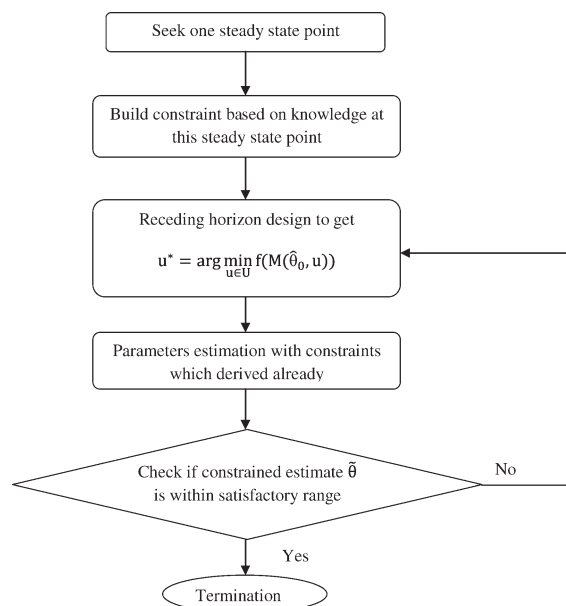 Seek one steady state point
Build constraint based on knowledge at
this steady state point
Receding horizon design to get
u* = arg min f(M(θ̂₀, u))
u∈U
Parameters estimation with constraints
which derived already
Check if constrained estimate θ̃
is within satisfactory range
No
Yes
Termination